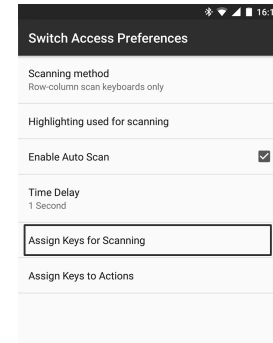 16:1
Switch Access Preferences
Scanning method
Row-column scan keyboards only
Highlighting used for scanning
Enable Auto Scan
Time Delay
1 Second
Assign Keys for Scanning
Assign Keys to Actions